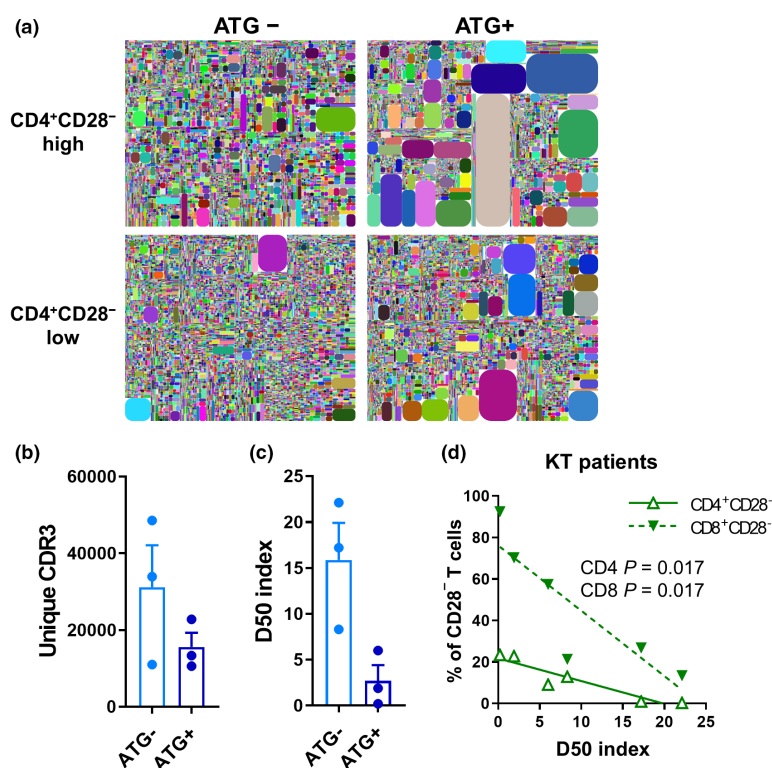 (a)
ATG −
ATG+
CD4⁺CD28⁻
high
CD4⁺CD28⁻
low
(b)
60000
40000
20000
0
Unique CDR3
ATG-
ATG+
(c)
25
20
15
10
5
0
D50 index
ATG-
ATG+
(d)
KT patients
100
80
60
40
20
0
% of CD28⁻ T cells
CD4⁺CD28⁻
CD8⁺CD28⁻
CD4 P = 0.017
CD8 P = 0.017
0 5 10 15 20 25
D50 index